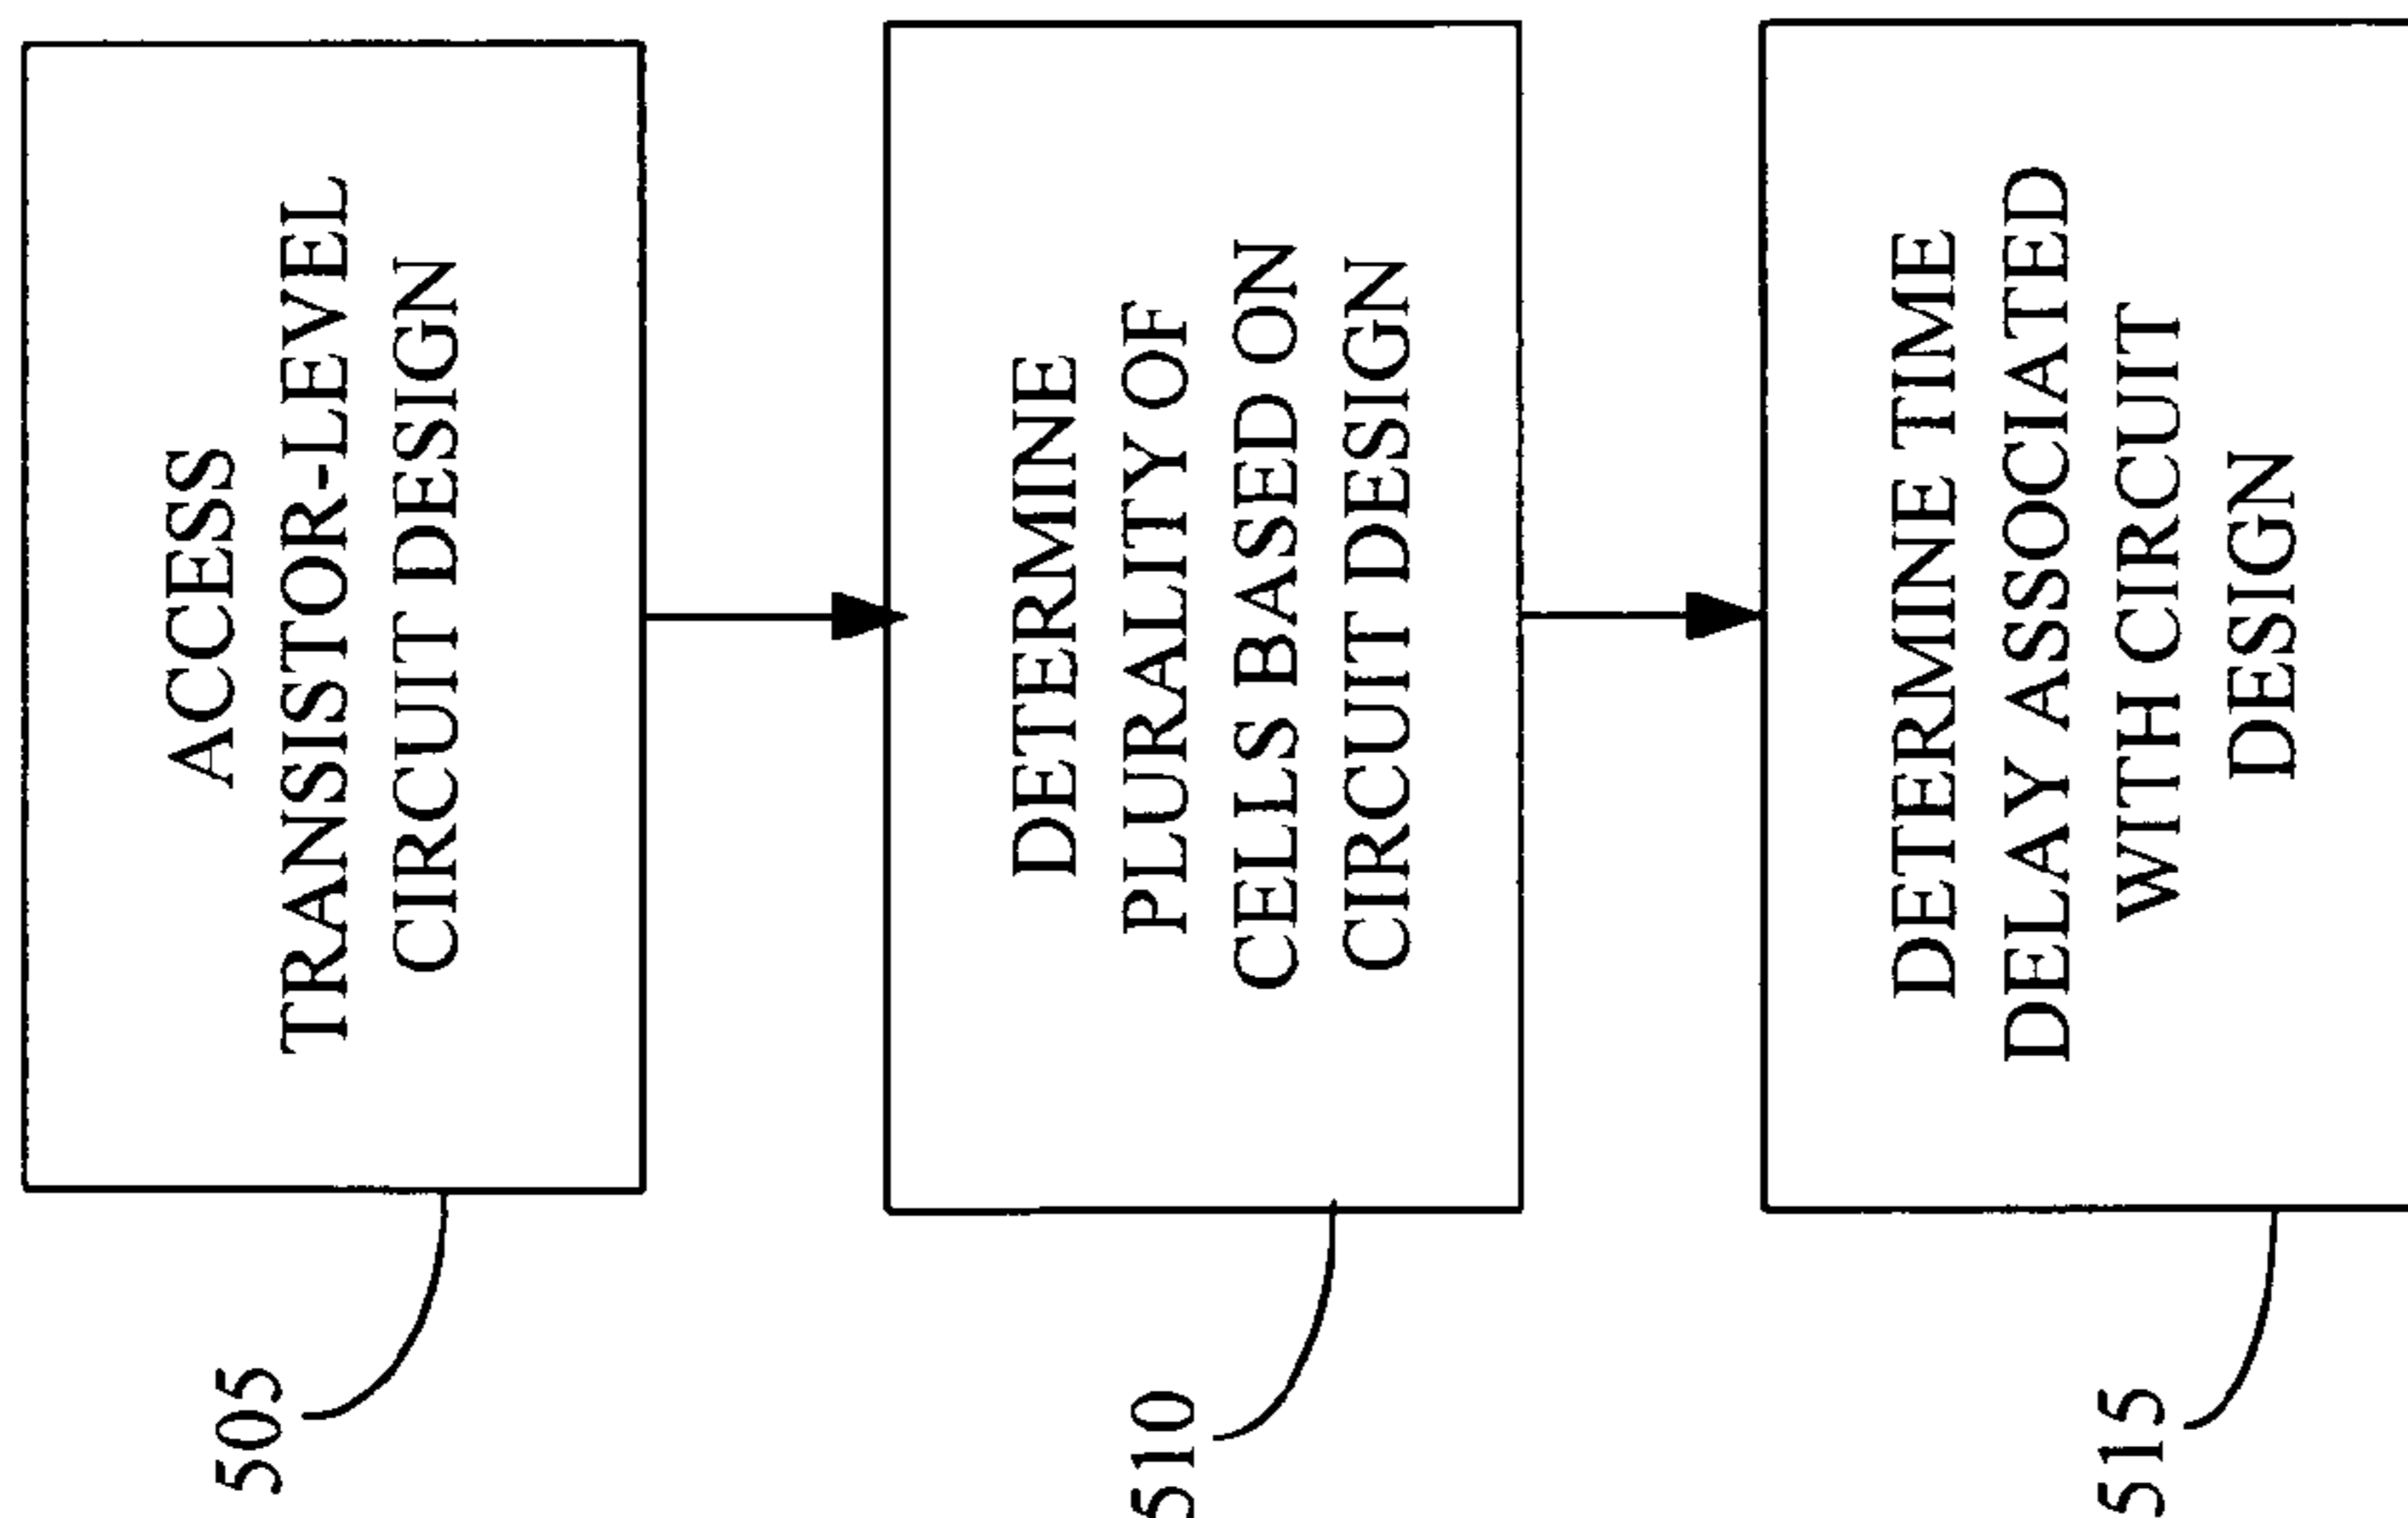 505
ACCESS
TRANSISTOR-LEVEL
CIRCUIT DESIGN
510
DETERMINE
PLURALITY OF
CELLS BASED ON
CIRCUIT DESIGN
515
DETERMINE TIME
DELAY ASSOCIATED
WITH CIRCUIT
DESIGN